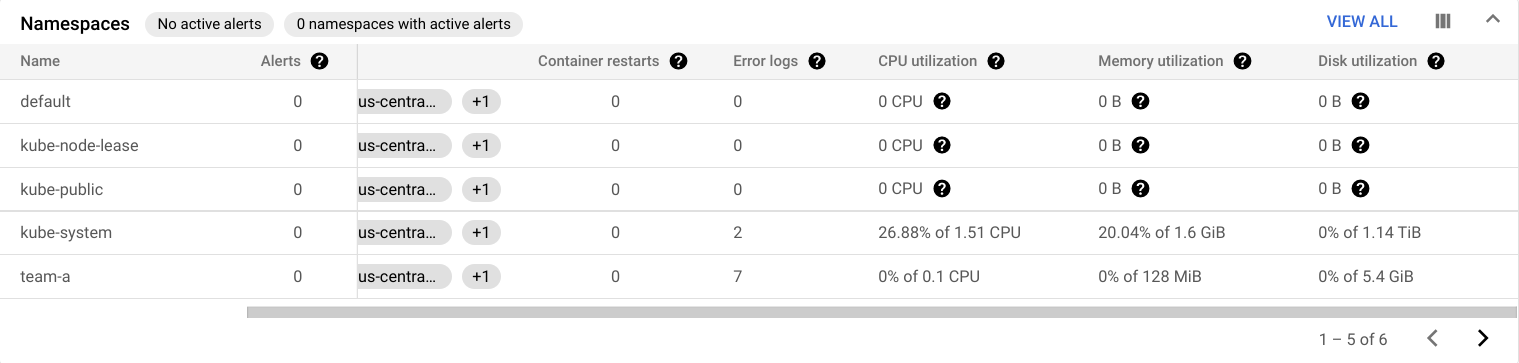 Namespaces No active alerts 0 namespaces with active alerts VIEW ALL
Name Alerts ? Container restarts ? Error logs ? CPU utilization ? Memory utilization ? Disk utilization ?
default 0 us-centra... +1 0 0 0 CPU ? 0 B ? 0 B ?
kube-node-lease 0 us-centra... +1 0 0 0 CPU ? 0 B ? 0 B ?
kube-public 0 us-centra... +1 0 0 0 CPU ? 0 B ? 0 B ?
kube-system 0 us-centra... +1 0 2 26.88% of 1.51 CPU 20.04% of 1.6 GiB 0% of 1.14 TiB
team-a 0 us-centra... +1 0 7 0% of 0.1 CPU 0% of 128 MiB 0% of 5.4 GiB
1 – 5 of 6